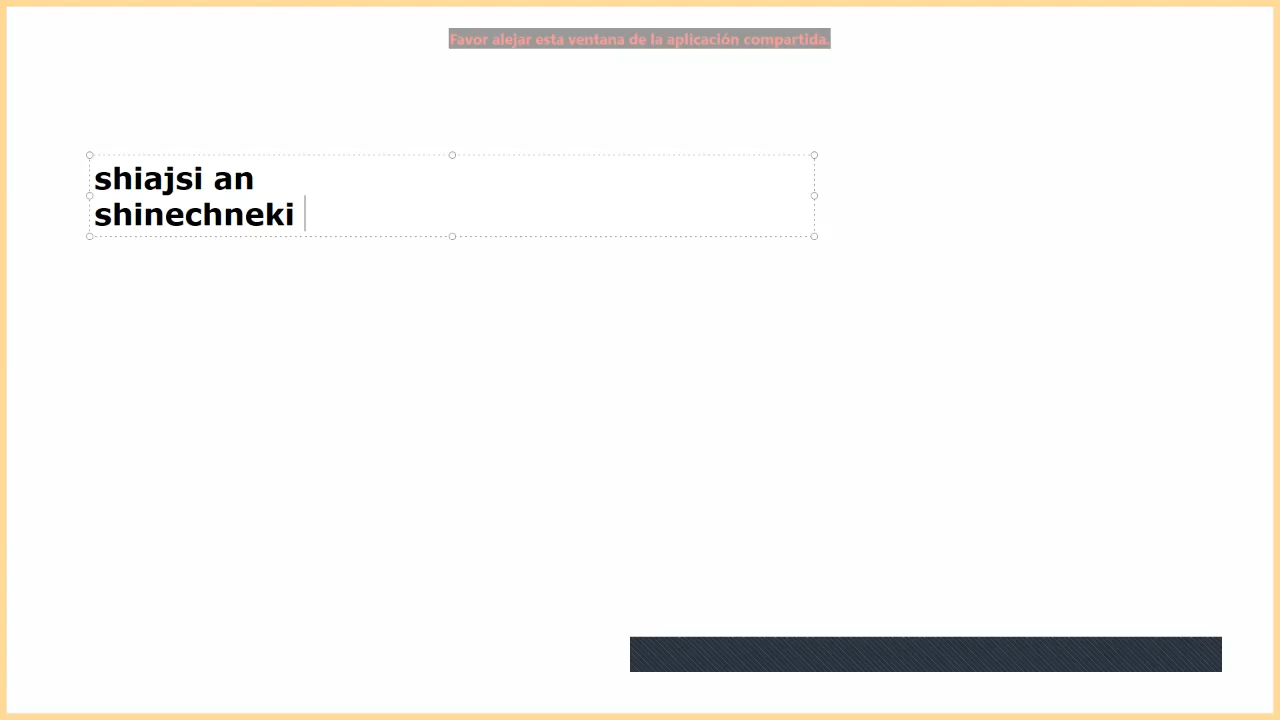 Favor alejar esta ventana de la aplicación compartida.
shiajsi an
shinechneki